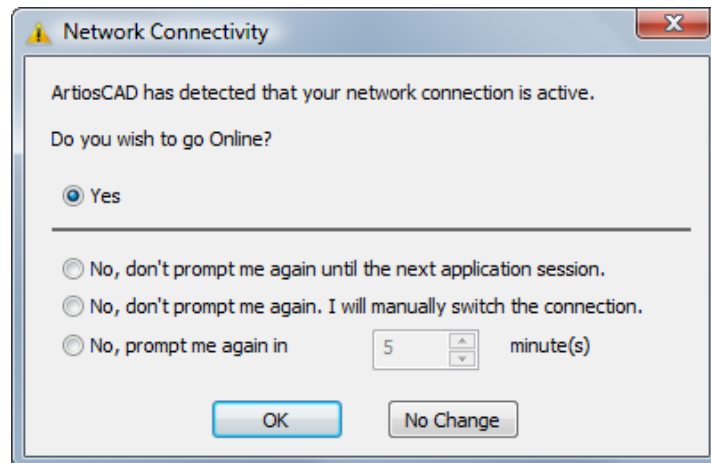 Network Connectivity
ArtiosCAD has detected that your network connection is active.
Do you wish to go Online?
Yes
No, don't prompt me again until the next application session.
No, don't prompt me again. I will manually switch the connection.
No, prompt me again in 5 minute(s)
OK No Change